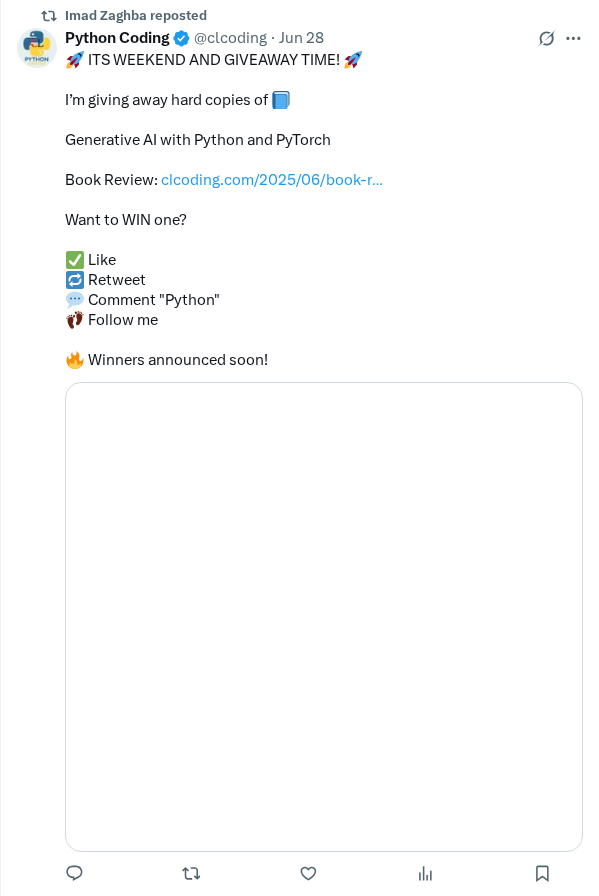 Imad Zaghba reposted
Python Coding @clcoding · Jun 28
🚀 ITS WEEKEND AND GIVEAWAY TIME! 🚀
I'm giving away hard copies of 📘
Generative AI with Python and PyTorch
Book Review: clcoding.com/2025/06/book-r…
Want to WIN one?
✅ Like
🔁 Retweet
💬 Comment "Python"
👣 Follow me
🔥 Winners announced soon!
PYTHON